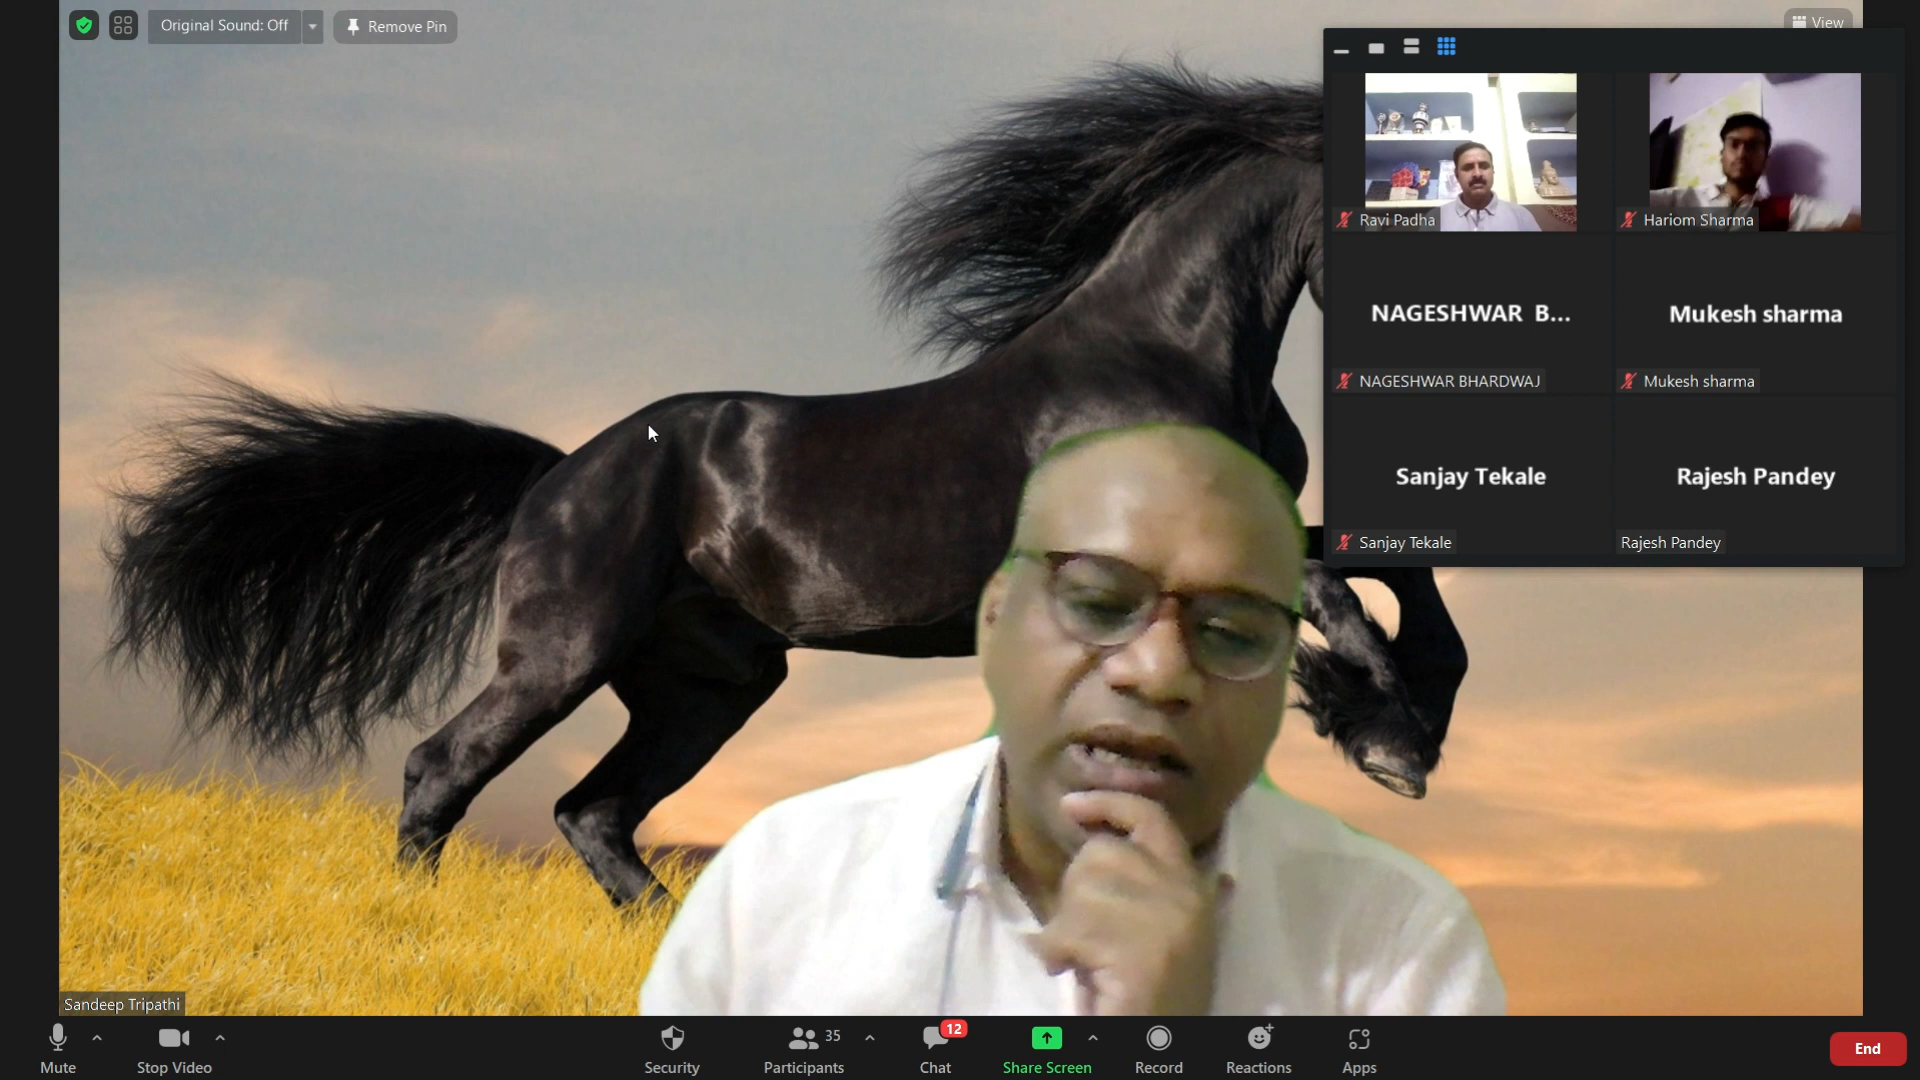 Original Sound: Off
Remove Pin
View
Ravi Padha
Hariom Sharma
NAGESHWAR B...
Mukesh sharma
NAGESHWAR BHARDWAJ
Mukesh sharma
Sanjay Tekale
Rajesh Pandey
Sanjay Tekale
Rajesh Pandey
Sandeep Tripathi
35
12
Mute
Stop Video
Security
Participants
Chat
Share Screen
Record
Reactions
Apps
End